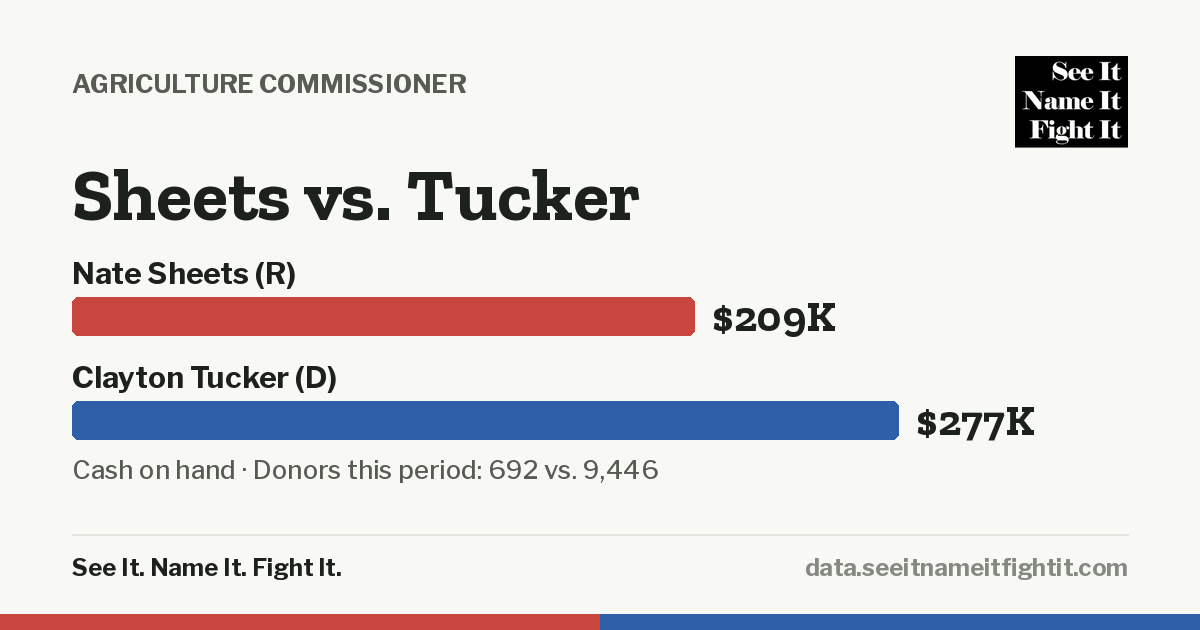 AGRICULTURE COMMISSIONER
See It
Name It
Fight It
Sheets vs. Tucker
Nate Sheets (R)
$209K
Clayton Tucker (D)
$277K
Cash on hand · Donors this period: 692 vs. 9,446
See It. Name It. Fight It.
data.seeitnameitfightit.com